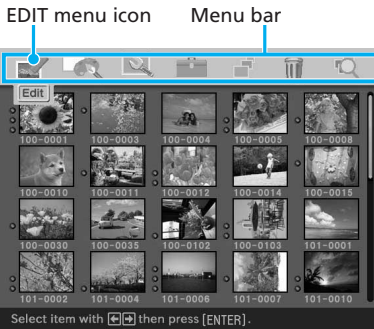 EDIT menu icon Menu bar
Edit
100-0001 100-0003 100-0004 100-0005 100-0008
100-0010 100-0011 100-0012 100-0014 100-0015
100-0030 100-0035 100-0102 100-0103 101-0001
101-0002 101-0004 101-0006 101-0007 101-0010
Select item with then press [ENTER].